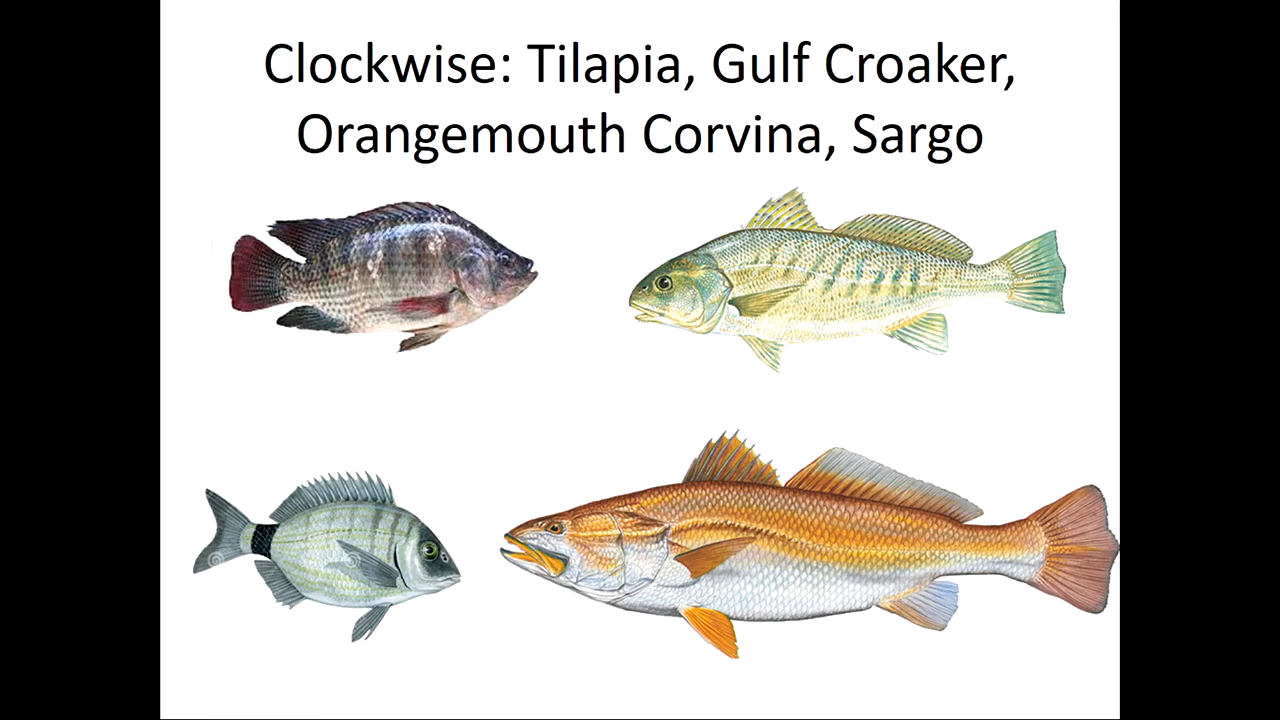 Clockwise: Tilapia, Gulf Croaker,
Orangemouth Corvina, Sargo